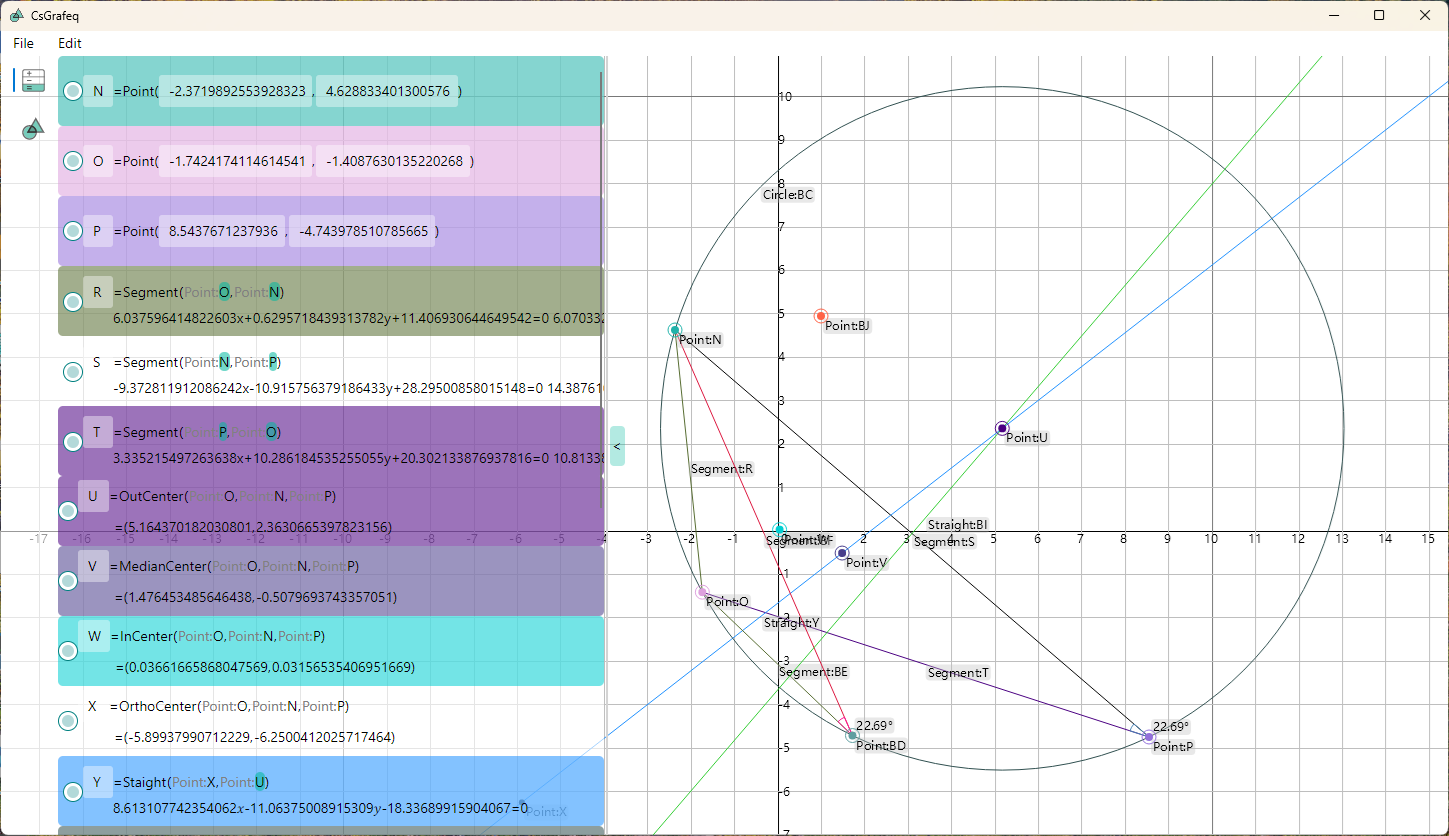 CsGrafeq
File Edit
N =Point( -2.3719892553928323 , 4.628833401300576 )
O =Point( -1.7424174114614541 , -1.4087630135220268 )
P =Point( 8.5437671237936 , -4.743978510785665 )
R =Segment(Point:O,Point:N)
6.037596414822603x+0.6295718439313782y+11.406930644649542=0 6.070332
S =Segment(Point:N,Point:P)
-9.372811912086242x-10.915756379186433y+28.29500858015148=0 14.38761
T =Segment(Point:P,Point:O)
3.335215497263638x+10.286184535255055y+20.302133876937816=0 10.81338
U =OutCenter(Point:O,Point:N,Point:P)
=(5.164370182030801,2.3630665397823156)
V =MedianCenter(Point:O,Point:N,Point:P)
=(1.476453485646438,-0.5079693743357051)
W =InCenter(Point:O,Point:N,Point:P)
=(0.03661665868047569,0.03156535406951669)
X =OrthoCenter(Point:O,Point:N,Point:P)
=(-5.89937990712229,-6.2500412025717464)
Y =Staight(Point:X,Point:U)
8.613107742354062x-11.06375008915309y-18.33689915904067=0
<
10
9
8
Circle:BC
7
6
5
Point:BJ
Point:N
4
3
2
Point:U
Segment:R
1
Straight:BI
-17 -16 -15 -14 -13 -12 -11 -10 -9 -8 -7 -6 -5 -4 -3 -2 -1 0 1 2 3 4 5 6 7 8 9 10 11 12 13 14 15
Segment:BF
Point:W
Segment:S
Point:V
-1
Point:O
-2
Straight:Y
-3
Segment:BE
Segment:T
-4
22.69°
22.69°
Point:BD
Point:P
-5
-6
Point:X
-7